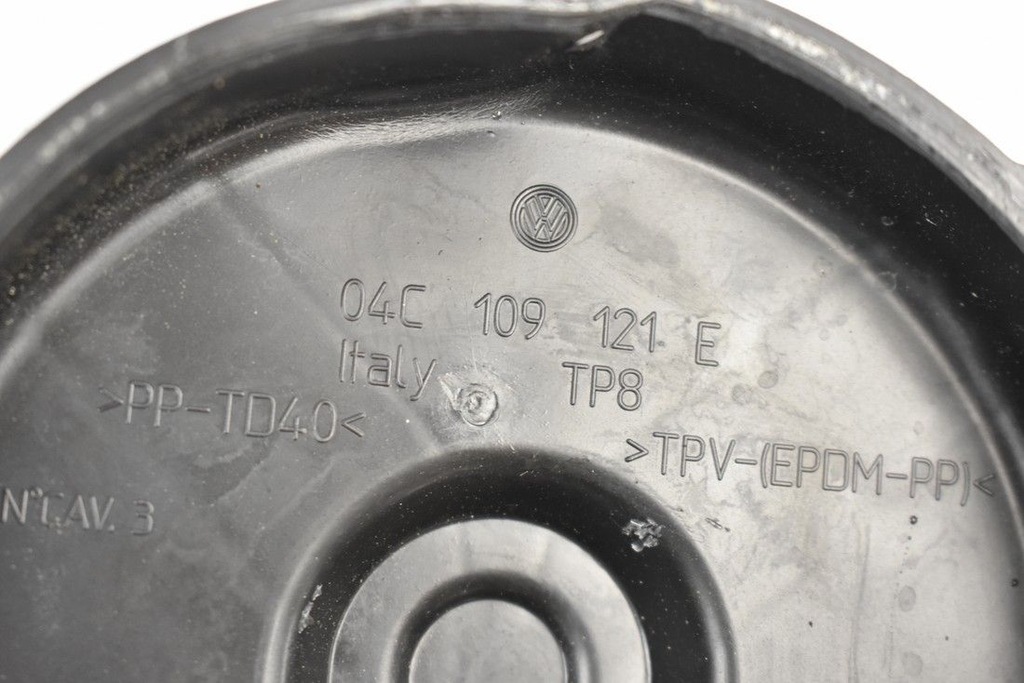 04C 109 121 E
Italy TP8
>PP-TD40<
>TPV-(EPDM-PP)<
N°CAV. 3